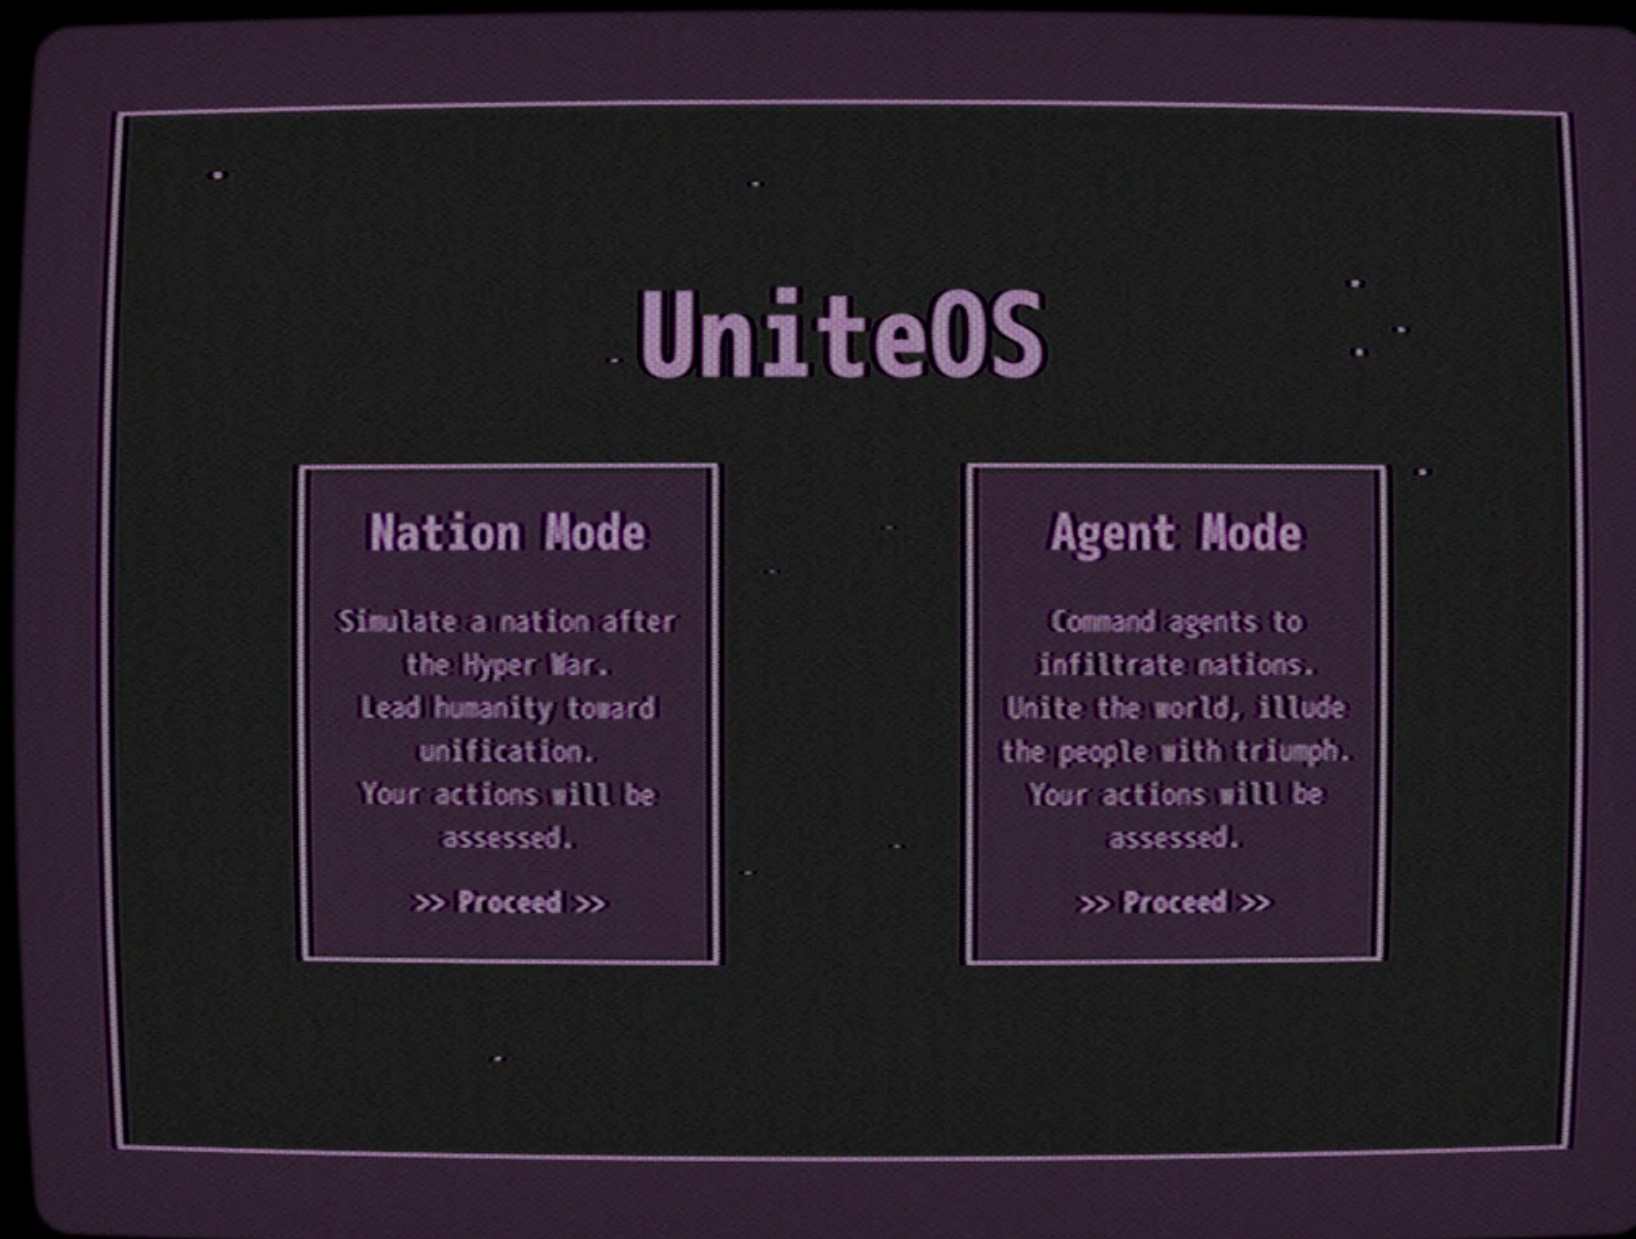 UniteOS
Nation Mode
Simulate a nation after
the Hyper War.
Lead humanity toward
unification.
Your actions will be
assessed.
>> Proceed >>
Agent Mode
Command agents to
infiltrate nations.
Unite the world, illude
the people with triumph.
Your actions will be
assessed.
>> Proceed >>